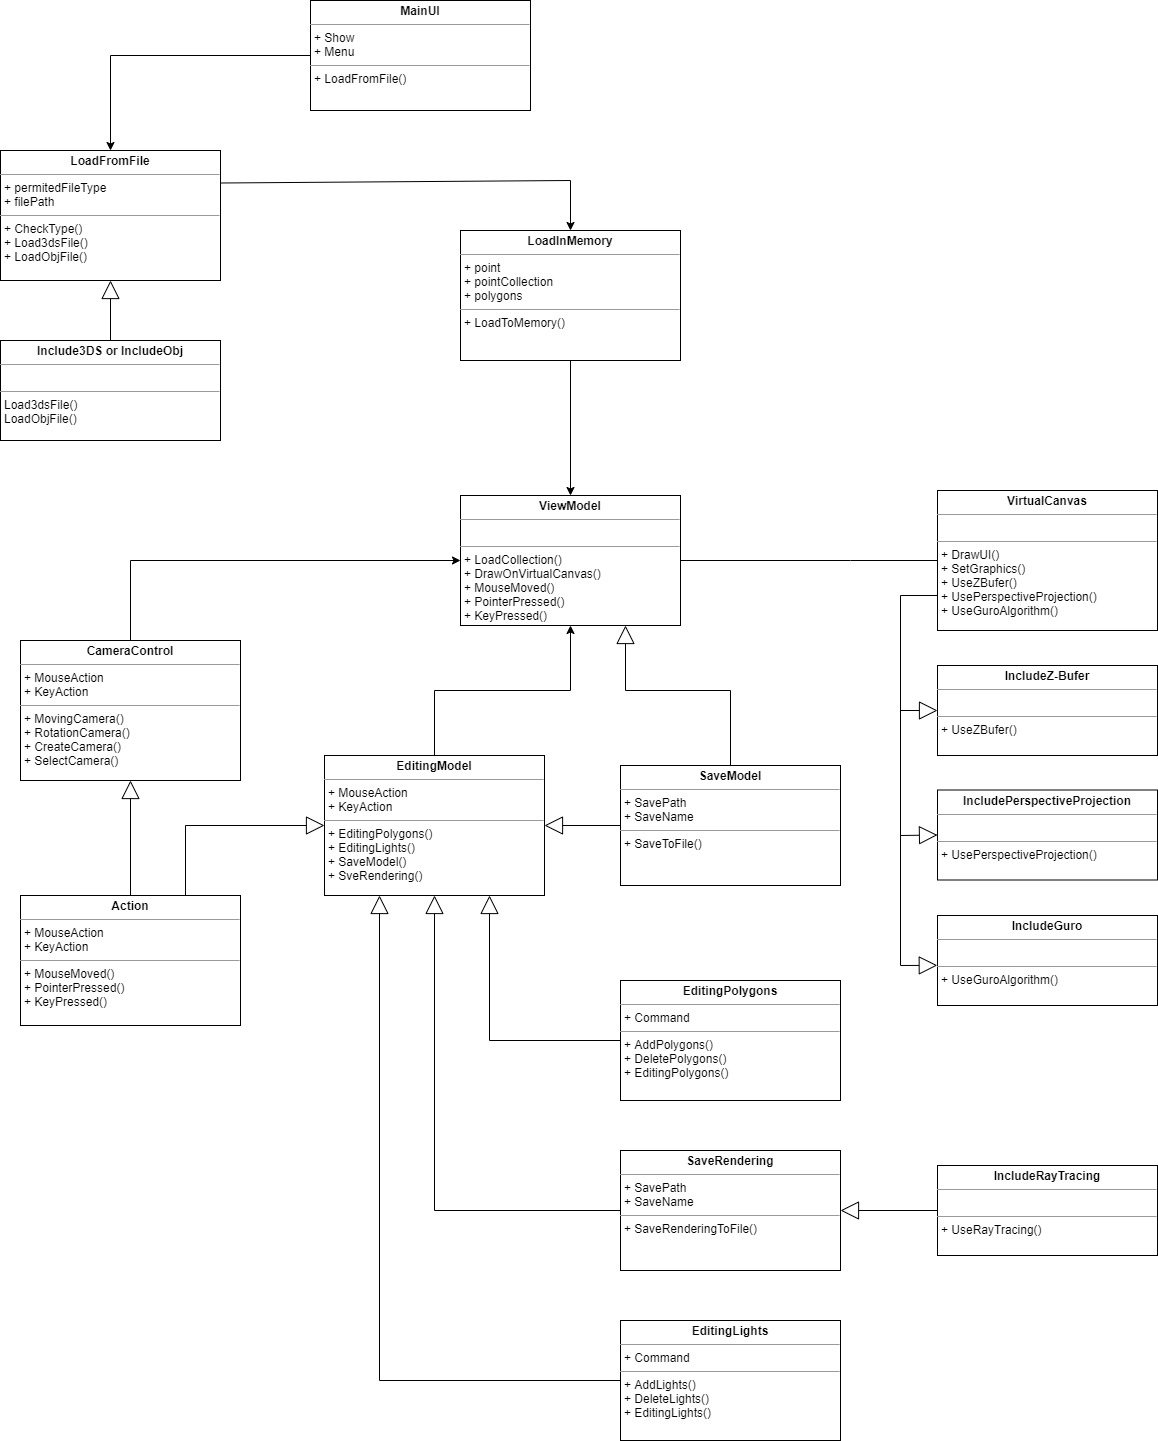 MainUI
+ Show
+ Menu
+ LoadFromFile()
LoadFromFile
+ permitedFileType
+ filePath
+ CheckType()
+ Load3dsFile()
+ LoadObjFile()
LoadInMemory
+ point
+ pointCollection
+ polygons
+ LoadToMemory()
Include3DS or IncludeObj
Load3dsFile()
LoadObjFile()
ViewModel
+ LoadCollection()
+ DrawOnVirtualCanvas()
+ MouseMoved()
+ PointerPressed()
+ KeyPressed()
VirtualCanvas
+ DrawUI()
+ SetGraphics()
+ UseZBufer()
+ UsePerspectiveProjection()
+ UseGuroAlgorithm()
CameraControl
+ MouseAction
+ KeyAction
+ MovingCamera()
+ RotationCamera()
+ CreateCamera()
+ SelectCamera()
IncludeZ-Bufer
+ UseZBufer()
EditingModel
+ MouseAction
+ KeyAction
+ EditingPolygons()
+ EditingLights()
+ SaveModel()
+ SveRendering()
SaveModel
+ SavePath
+ SaveName
+ SaveToFile()
IncludePerspectiveProjection
+ UsePerspectiveProjection()
Action
+ MouseAction
+ KeyAction
+ MouseMoved()
+ PointerPressed()
+ KeyPressed()
IncludeGuro
+ UseGuroAlgorithm()
EditingPolygons
+ Command
+ AddPolygons()
+ DeletePolygons()
+ EditingPolygons()
SaveRendering
+ SavePath
+ SaveName
+ SaveRenderingToFile()
IncludeRayTracing
+ UseRayTracing()
EditingLights
+ Command
+ AddLights()
+ DeleteLights()
+ EditingLights()